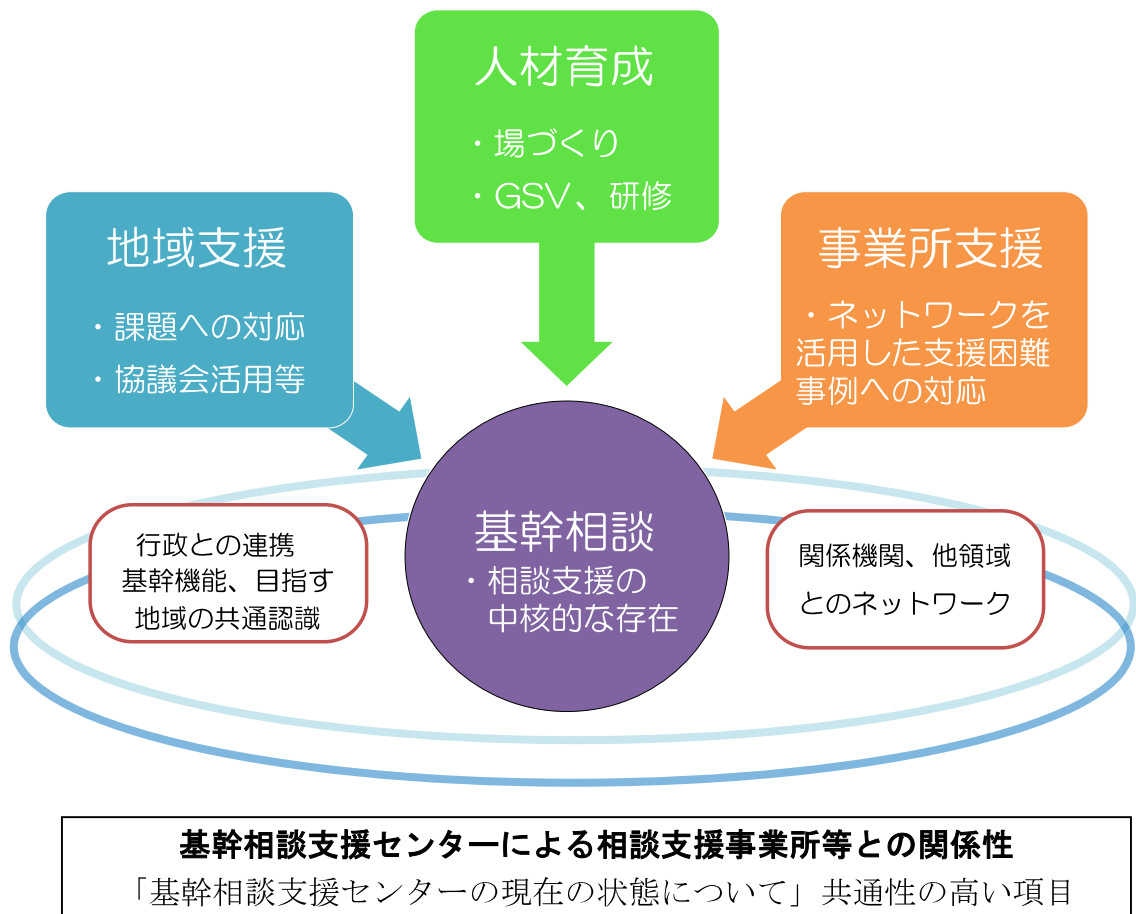 人材育成
・場づくり
・GSV、研修
地域支援
・課題への対応
・協議会活用等
事業所支援
・ネットワークを
活用した支援困難
事例への対応
基幹相談
・相談支援の
中核的な存在
行政との連携
基幹機能、目指す
地域の共通認識
関係機関、他領域
とのネットワーク
基幹相談支援センターによる相談支援事業所等との関係性
「基幹相談支援センターの現在の状態について」共通性の高い項目